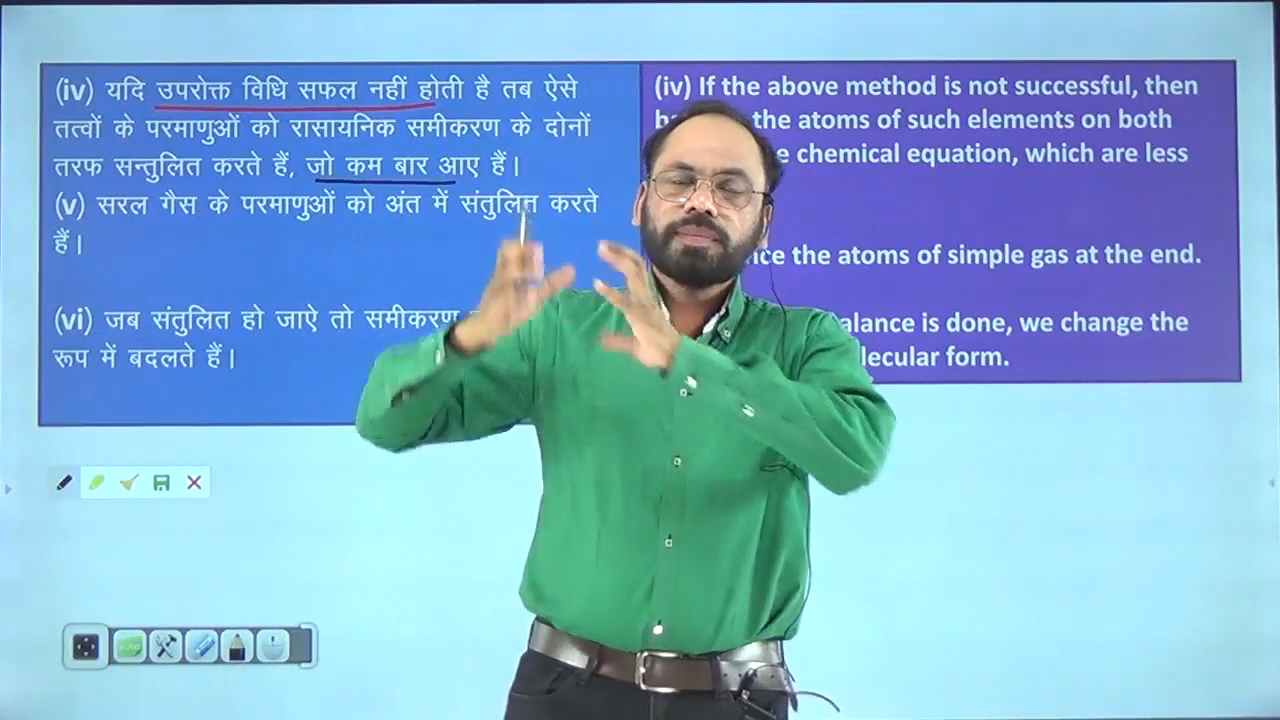 (iv) यदि उपरोक्त विधि सफल नहीं होती है तब ऐसे
तत्वों के परमाणुओं को रासायनिक समीकरण के दोनों
तरफ सन्तुलित करते हैं, जो कम बार आए हैं।
(v) सरल गैस के परमाणुओं को अंत में संतुलित करते
हैं।
(vi) जब संतुलित हो जाऐ तो समीकरण
रूप में बदलते हैं।
(iv) If the above method is not successful, then
the atoms of such elements on both
chemical equation, which are less
the atoms of simple gas at the end.
is done, we change the
form.